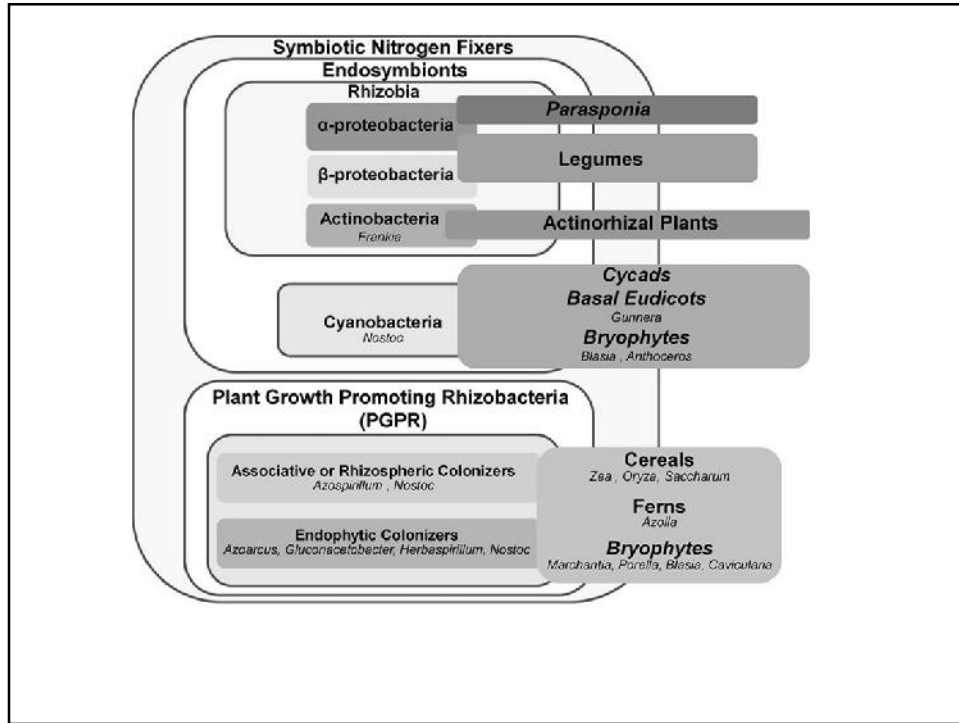 Symbiotic Nitrogen Fixers
Endosymbionts
Rhizobia
α-proteobacteria
Parasponia
Legumes
β-proteobacteria
Actinobacteria
Frankia
Actinorhizal Plants
Cyanobacteria
Nostoc
Cycads
Basal Eudicots
Gunnera
Bryophytes
Blasia , Anthoceros
Plant Growth Promoting Rhizobacteria
(PGPR)
Associative or Rhizospheric Colonizers
Azospirillum , Nostoc
Endophytic Colonizers
Azoarcus, Gluconacetobacter, Herbaspirillum, Nostoc
Cereals
Zea , Oryza, Saccharum
Ferns
Azolla
Bryophytes
Marchantia, Porella, Blasia, Cavicularia